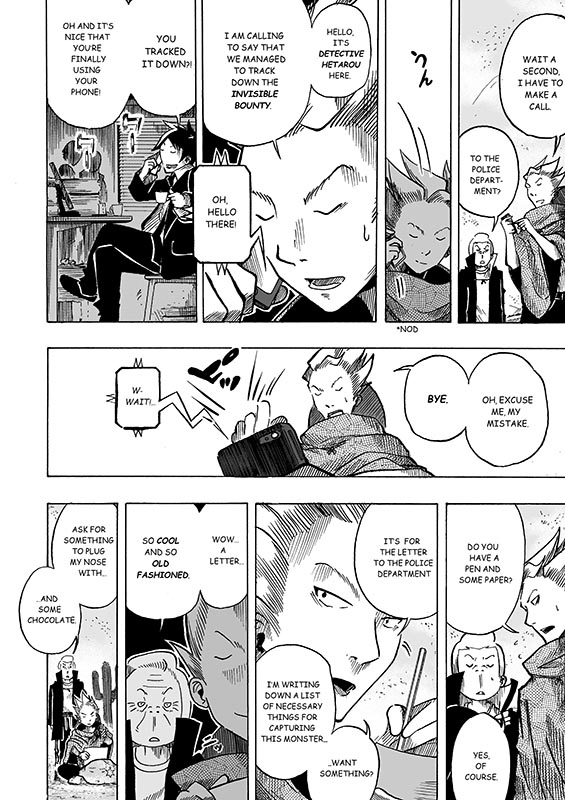 WAIT A
SECOND,
I HAVE TO
MAKE A
CALL.
TO THE
POLICE
DEPART-
MENT?
うん
*NOD
HELLO,
IT'S
DETECTIVE
HETAROU
HERE.
I AM CALLING
TO SAY THAT
WE MANAGED
TO TRACK
DOWN THE
INVISIBLE
BOUNTY.
OH,
HELLO
THERE!
YOU
TRACKED
IT DOWN?!
OH AND IT'S
NICE THAT
YOU'RE
FINALLY
USING
YOUR
PHONE!
OH, EXCUSE
ME, MY
MISTAKE.
BYE.
ピッ
W-
WAIT!...
DO YOU
HAVE A
PEN AND
SOME PAPER?
YES,
OF
COURSE.
IT'S FOR
THE LETTER
TO THE POLICE
DEPARTMENT
I'M WRITING
DOWN A LIST
OF NECESSARY
THINGS FOR
CAPTURING
THIS MONSTER...
..WANT
SOMETHING?
WOW...
A
LETTER...
SO COOL
AND SO
OLD
FASHIONED.
ASK FOR
SOMETHING
TO PLUG
MY NOSE
WITH...
..AND
SOME
CHOCOLATE.